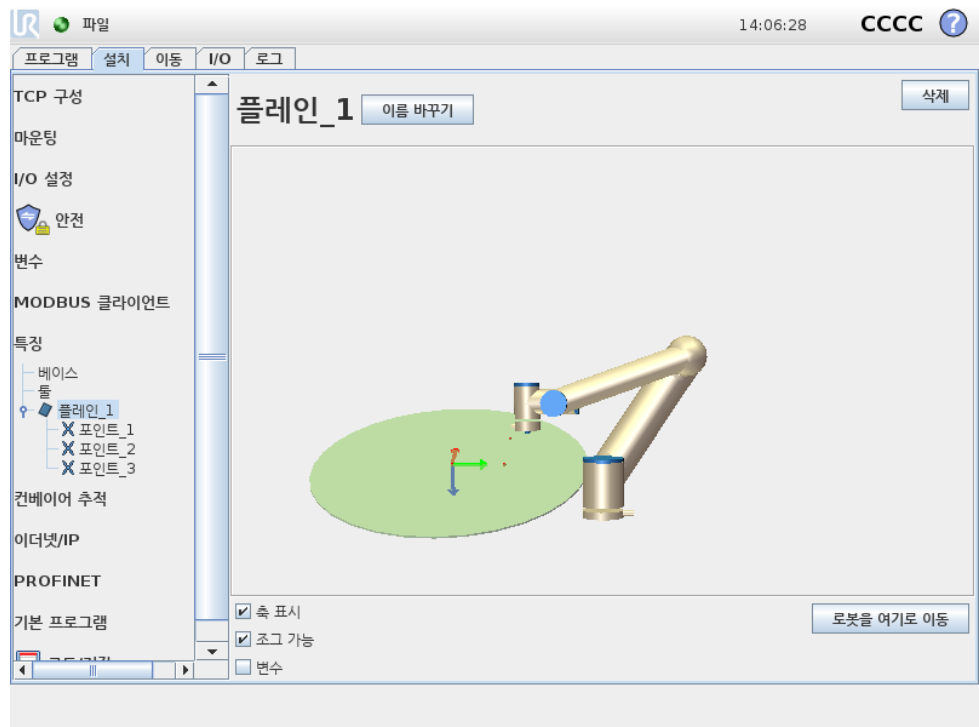 UR 파일 14:06:28 CCCC ?
프로그램 설치 이동 I/O 로그
TCP 구성
마운팅
I/O 설정
안전
변수
MODBUS 클라이언트
특징
베이스
툴
플레인_1
포인트_1
포인트_2
포인트_3
컨베이어 추적
이더넷/IP
PROFINET
기본 프로그램
플레인_1 이름 바꾸기 삭제
축 표시
조그 가능
변수
로봇을 여기로 이동